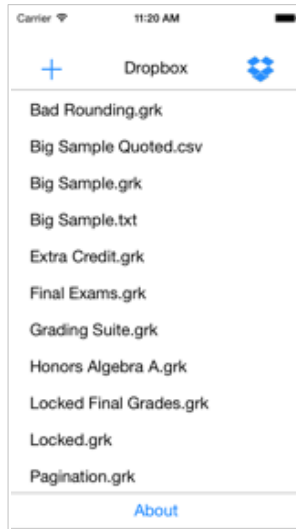 Carrier 11:20 AM
Dropbox
Bad Rounding.grk
Big Sample Quoted.csv
Big Sample.grk
Big Sample.txt
Extra Credit.grk
Final Exams.grk
Grading Suite.grk
Honors Algebra A.grk
Locked Final Grades.grk
Locked.grk
Pagination.grk
About